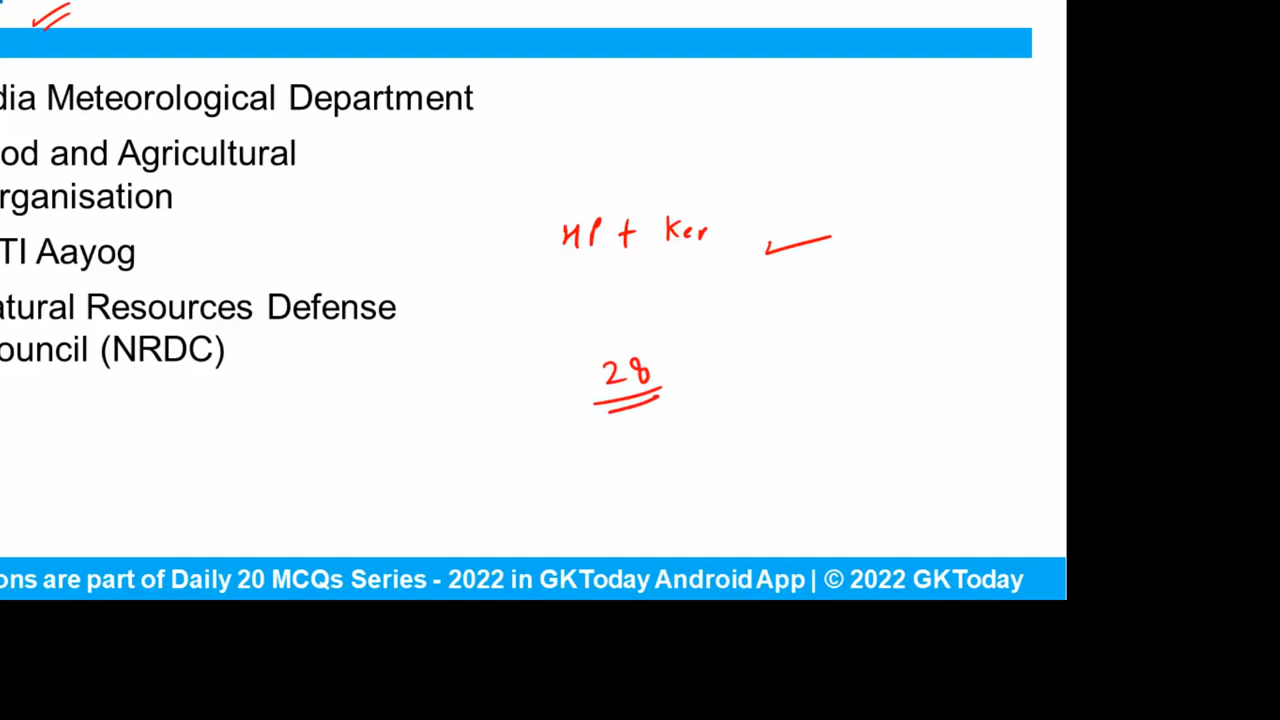 dia Meteorological Department
od and Agricultural
rganisation
HP + Ker
TI Aayog
atural Resources Defense
ouncil (NRDC)
28
ons are part of Daily 20 MCQs Series - 2022 in GKToday Android App | © 2022 GKToday